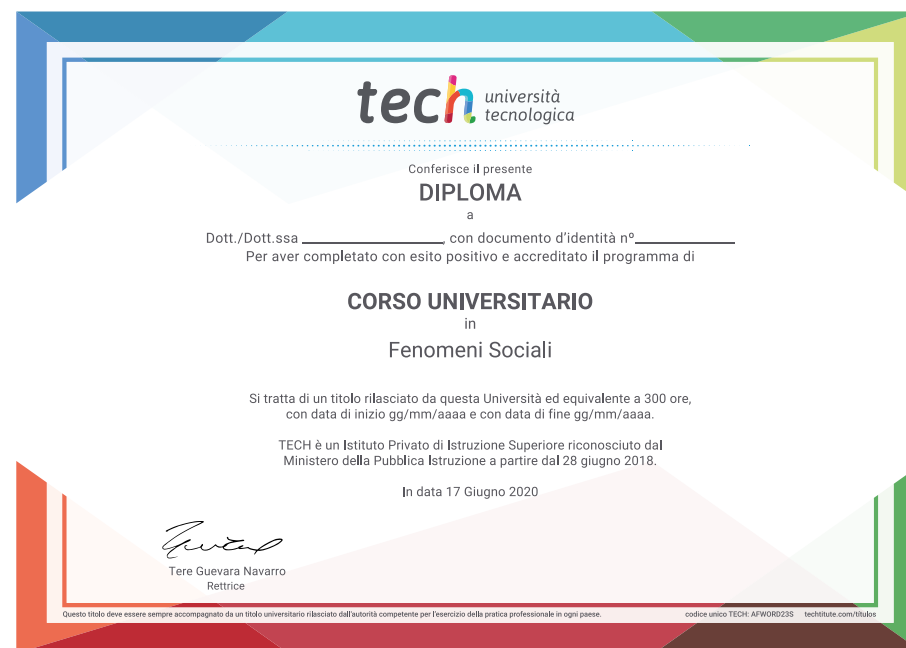 tech università
tecnologica
Conferisce il presente
DIPLOMA
a
Dott./Dott.ssa _________________, con documento d'identità nº____________
Per aver completato con esito positivo e accreditato il programma di
CORSO UNIVERSITARIO
in
Fenomeni Sociali
Si tratta di un titolo rilasciato da questa Università ed equivalente a 300 ore,
con data di inizio gg/mm/aaaa e con data di fine gg/mm/aaaa.
TECH è un Istituto Privato di Istruzione Superiore riconosciuto dal
Ministero della Pubblica Istruzione a partire dal 28 giugno 2018.
In data 17 Giugno 2020
Tere Guevara Navarro
Rettrice
Questo titolo deve essere sempre accompagnato da un titolo universitario rilasciato dall'autorità competente per l'esercizio della pratica professionale in ogni paese. codice unico TECH: AFWORD23S techtitute.com/títulos